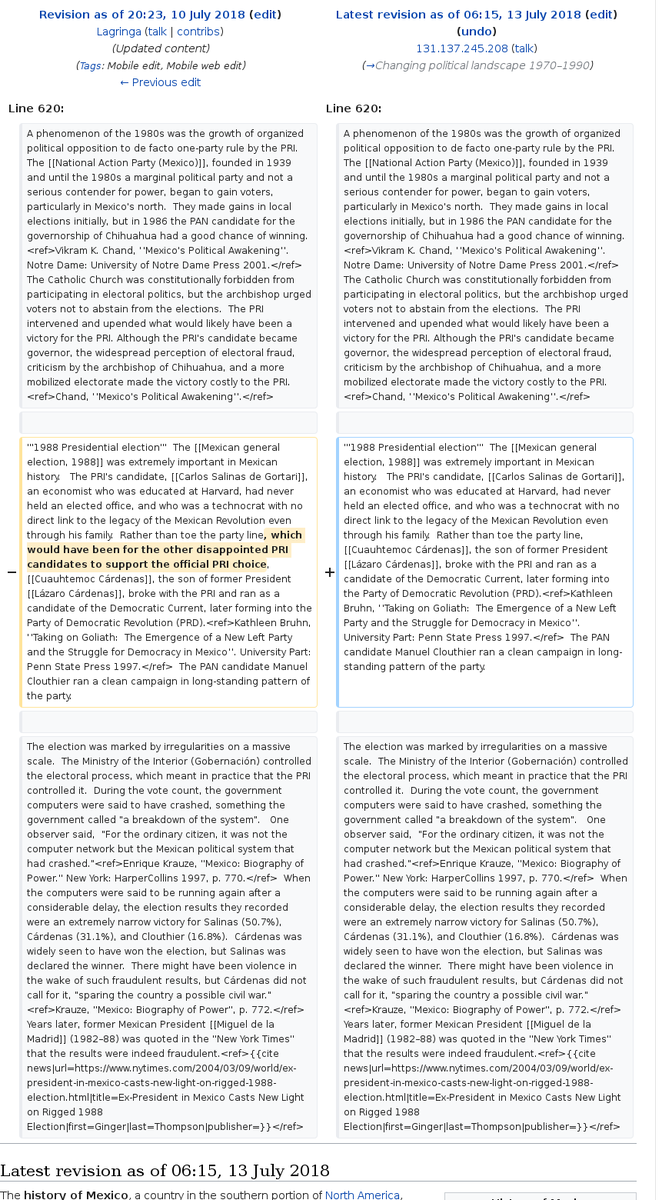 Revision as of 20:23, 10 July 2018 (edit)
Lagringa (talk | contribs)
(Updated content)
(Tags: Mobile edit, Mobile web edit)
← Previous edit
Latest revision as of 06:15, 13 July 2018 (edit)
(undo)
131.137.245.208 (talk)
(→Changing political landscape 1970–1990)
Line 620:
Line 620:
A phenomenon of the 1980s was the growth of organized
political opposition to de facto one-party rule by the PRI.
The [[National Action Party (Mexico)]], founded in 1939
and until the 1980s a marginal political party and not a
serious contender for power, began to gain voters,
particularly in Mexico's north.  They made gains in local
elections initially, but in 1986 the PAN candidate for the
governorship of Chihuahua had a good chance of winning.
<ref>Vikram K. Chand, ''Mexico's Political Awakening''.
Notre Dame: University of Notre Dame Press 2001.</ref>
The Catholic Church was constitutionally forbidden from
participating in electoral politics, but the archbishop urged
voters not to abstain from the elections.  The PRI
intervened and upended what would likely have been a
victory for the PRI. Although the PRI's candidate became
governor, the widespread perception of electoral fraud,
criticism by the archbishop of Chihuahua, and a more
mobilized electorate made the victory costly to the PRI.
<ref>Chand, ''Mexico's Political Awakening''.</ref>
A phenomenon of the 1980s was the growth of organized
political opposition to de facto one-party rule by the PRI.
The [[National Action Party (Mexico)]], founded in 1939
and until the 1980s a marginal political party and not a
serious contender for power, began to gain voters,
particularly in Mexico's north.  They made gains in local
elections initially, but in 1986 the PAN candidate for the
governorship of Chihuahua had a good chance of winning.
<ref>Vikram K. Chand, ''Mexico's Political Awakening''.
Notre Dame: University of Notre Dame Press 2001.</ref>
The Catholic Church was constitutionally forbidden from
participating in electoral politics, but the archbishop urged
voters not to abstain from the elections.  The PRI
intervened and upended what would likely have been a
victory for the PRI. Although the PRI's candidate became
governor, the widespread perception of electoral fraud,
criticism by the archbishop of Chihuahua, and a more
mobilized electorate made the victory costly to the PRI.
<ref>Chand, ''Mexico's Political Awakening''.</ref>
−
'''1988 Presidential election'''  The [[Mexican general
election, 1988]] was extremely important in Mexican
history.   The PRI's candidate, [[Carlos Salinas de Gortari]],
an economist who was educated at Harvard, had never
held an elected office, and who was a technocrat with no
direct link to the legacy of the Mexican Revolution even
through his family.  Rather than toe the party line, which
would have been for the other disappointed PRI
candidates to support the official PRI choice,
[[Cuauhtemoc Cárdenas]], the son of former President
[[Lázaro Cárdenas]], broke with the PRI and ran as a
candidate of the Democratic Current, later forming into the
Party of Democratic Revolution (PRD).<ref>Kathleen Bruhn,
''Taking on Goliath:  The Emergence of a New Left Party
and the Struggle for Democracy in Mexico''. University Part:
Penn State Press 1997.</ref>  The PAN candidate Manuel
Clouthier ran a clean campaign in long-standing pattern of
the party.
+
'''1988 Presidential election'''  The [[Mexican general
election, 1988]] was extremely important in Mexican
history.   The PRI's candidate, [[Carlos Salinas de Gortari]],
an economist who was educated at Harvard, had never
held an elected office, and who was a technocrat with no
direct link to the legacy of the Mexican Revolution even
through his family.  Rather than toe the party line,
[[Cuauhtemoc Cárdenas]], the son of former President
[[Lázaro Cárdenas]], broke with the PRI and ran as a
candidate of the Democratic Current, later forming into
the Party of Democratic Revolution (PRD).<ref>Kathleen
Bruhn, ''Taking on Goliath:  The Emergence of a New Left
Party and the Struggle for Democracy in Mexico''.
University Part: Penn State Press 1997.</ref>  The PAN
candidate Manuel Clouthier ran a clean campaign in long-
standing pattern of the party.
The election was marked by irregularities on a massive
scale.  The Ministry of the Interior (Gobernación) controlled
the electoral process, which meant in practice that the PRI
controlled it.  During the vote count, the government
computers were said to have crashed, something the
government called "a breakdown of the system".   One
observer said,  "For the ordinary citizen, it was not the
computer network but the Mexican political system that
had crashed."<ref>Enrique Krauze, ''Mexico: Biography of
Power.'' New York: HarperCollins 1997, p. 770.</ref>  When
the computers were said to be running again after a
considerable delay, the election results they recorded
were an extremely narrow victory for Salinas (50.7%),
Cárdenas (31.1%), and Clouthier (16.8%).  Cárdenas was
widely seen to have won the election, but Salinas was
declared the winner.  There might have been violence in
the wake of such fraudulent results, but Cárdenas did not
call for it, "sparing the country a possible civil war."
<ref>Krauze, ''Mexico: Biography of Power'', p. 772.</ref>
Years later, former Mexican President [[Miguel de la
Madrid]] (1982–88) was quoted in the ''New York Times''
that the results were indeed fraudulent.<ref>{{cite
news|url=https://www.nytimes.com/2004/03/09/world/ex-
president-in-mexico-casts-new-light-on-rigged-1988-
election.html|title=Ex-President in Mexico Casts New Light
on Rigged 1988
Election|first=Ginger|last=Thompson|publisher=}}</ref>
The election was marked by irregularities on a massive
scale.  The Ministry of the Interior (Gobernación) controlled
the electoral process, which meant in practice that the PRI
controlled it.  During the vote count, the government
computers were said to have crashed, something the
government called "a breakdown of the system".   One
observer said,  "For the ordinary citizen, it was not the
computer network but the Mexican political system that
had crashed."<ref>Enrique Krauze, ''Mexico: Biography of
Power.'' New York: HarperCollins 1997, p. 770.</ref>  When
the computers were said to be running again after a
considerable delay, the election results they recorded
were an extremely narrow victory for Salinas (50.7%),
Cárdenas (31.1%), and Clouthier (16.8%).  Cárdenas was
widely seen to have won the election, but Salinas was
declared the winner.  There might have been violence in
the wake of such fraudulent results, but Cárdenas did not
call for it, "sparing the country a possible civil war."
<ref>Krauze, ''Mexico: Biography of Power'', p. 772.</ref>
Years later, former Mexican President [[Miguel de la
Madrid]] (1982–88) was quoted in the ''New York Times''
that the results were indeed fraudulent.<ref>{{cite
news|url=https://www.nytimes.com/2004/03/09/world/ex-
president-in-mexico-casts-new-light-on-rigged-1988-
election.html|title=Ex-President in Mexico Casts New Light
on Rigged 1988
Election|first=Ginger|last=Thompson|publisher=}}</ref>
Latest revision as of 06:15, 13 July 2018
The history of Mexico, a country in the southern portion of North America,